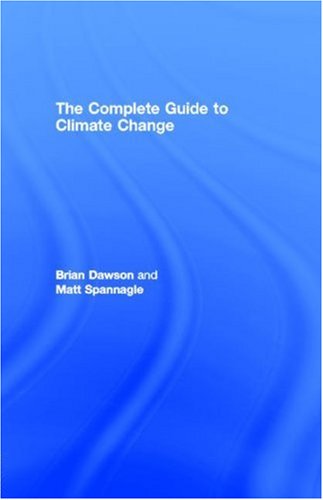 The Complete Guide to
Climate Change
Brian Dawson and
Matt Spannagle